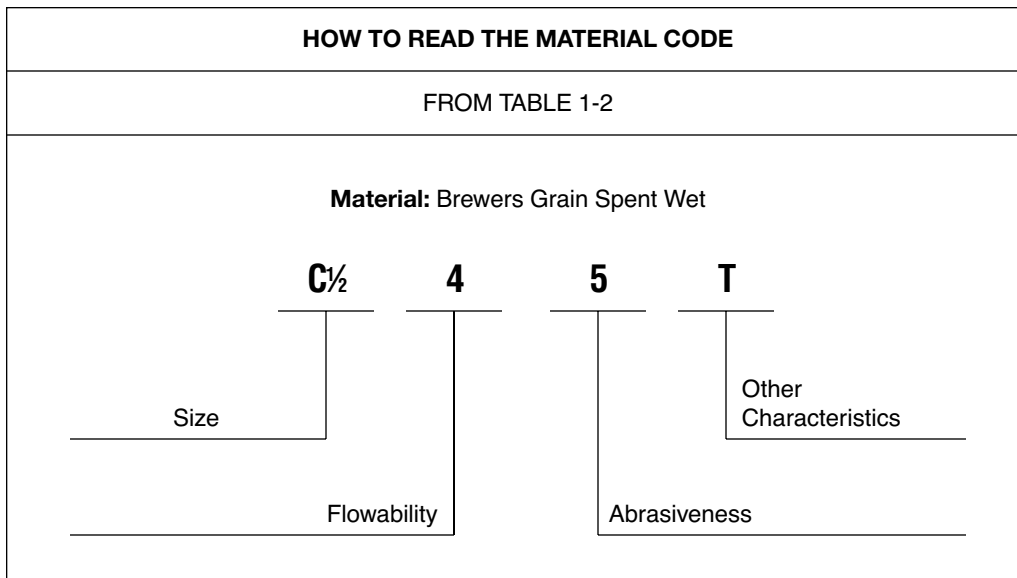 HOW TO READ THE MATERIAL CODE
FROM TABLE 1-2
Material: Brewers Grain Spent Wet
C½ 4 5 T
Other
Size Characteristics
Flowability Abrasiveness